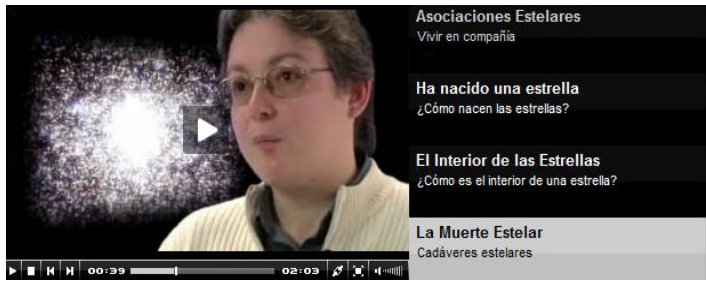 Asociaciones Estelares
Vivir en compañía
Ha nacido una estrella
¿Cómo nacen las estrellas?
El Interior de las Estrellas
¿Cómo es el interior de una estrella?
La Muerte Estelar
Cadáveres estelares
00:39
02:03